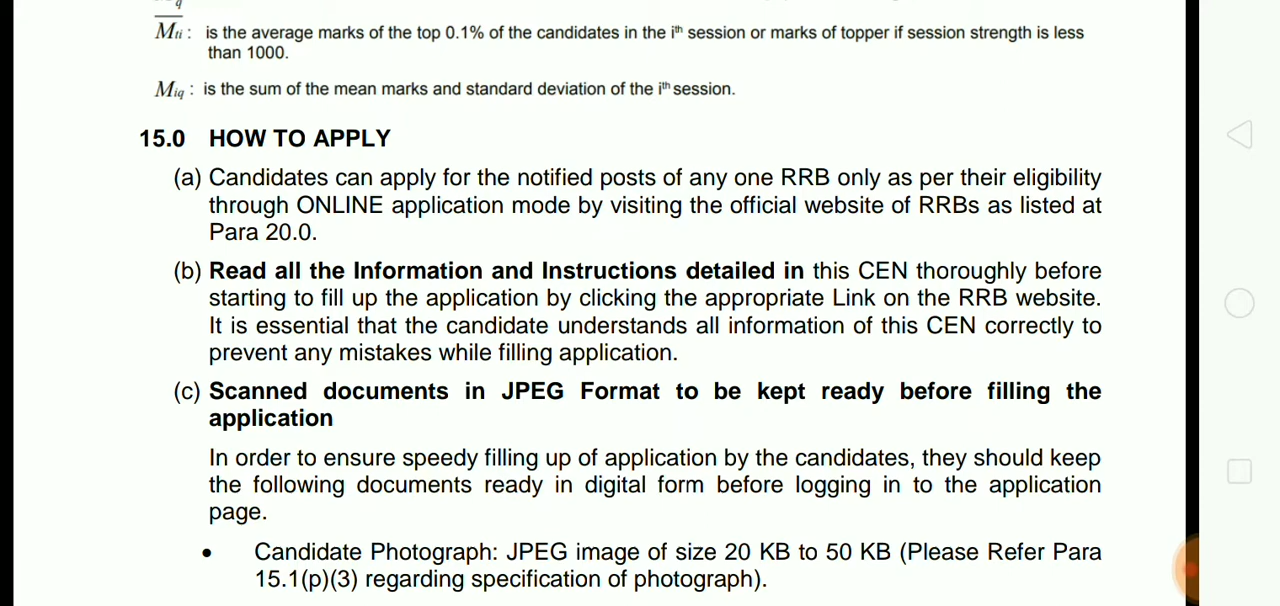 q
M̅ti : is the average marks of the top 0.1% of the candidates in the ith session or marks of topper if session strength is less
than 1000.
Miq : is the sum of the mean marks and standard deviation of the ith session.
15.0 HOW TO APPLY
(a) Candidates can apply for the notified posts of any one RRB only as per their eligibility
through ONLINE application mode by visiting the official website of RRBs as listed at
Para 20.0.
(b) Read all the Information and Instructions detailed in this CEN thoroughly before
starting to fill up the application by clicking the appropriate Link on the RRB website.
It is essential that the candidate understands all information of this CEN correctly to
prevent any mistakes while filling application.
(c) Scanned documents in JPEG Format to be kept ready before filling the
application
In order to ensure speedy filling up of application by the candidates, they should keep
the following documents ready in digital form before logging in to the application
page.
• Candidate Photograph: JPEG image of size 20 KB to 50 KB (Please Refer Para
15.1(p)(3) regarding specification of photograph).